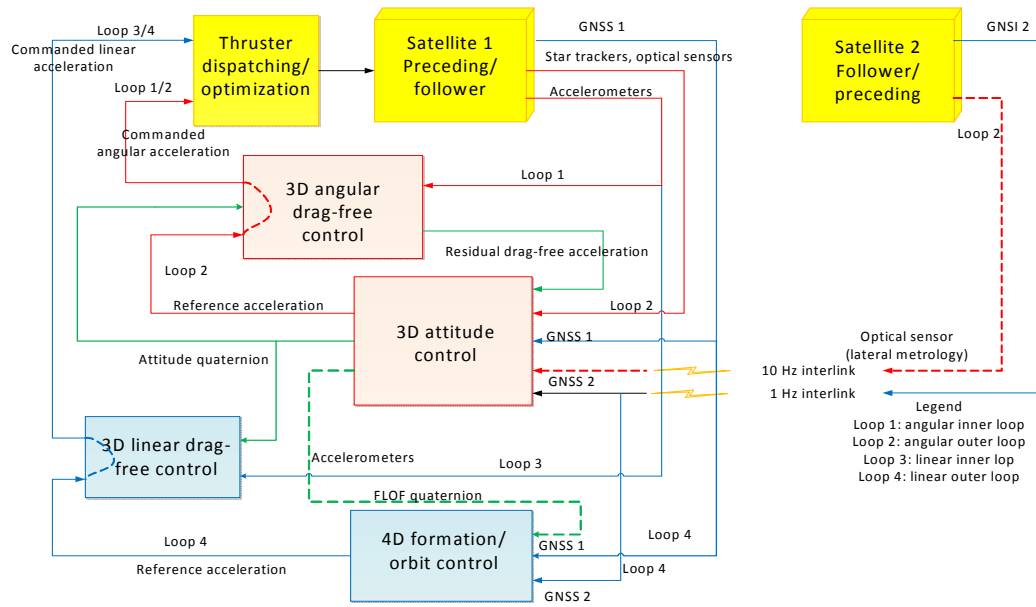 Loop 3/4
Commanded linear
acceleration
Loop 1/2
Commanded
angular acceleration
Thruster
dispatching/
optimization
Satellite 1
Preceding/
follower
GNSS 1
Star trackers, optical sensors
Accelerometers
Satellite 2
Follower/
preceding
GNSI 2
Loop 2
3D angular
drag-free
control
Loop 1
Residual drag-free acceleration
Loop 2
Reference acceleration
3D attitude
control
Loop 2
GNSS 1
GNSS 2
Attitude quaternion
Optical sensor
(lateral metrology)
10 Hz interlink
1 Hz interlink
Legend
Loop 1: angular inner loop
Loop 2: angular outer loop
Loop 3: linear inner lop
Loop 4: linear outer loop
3D linear drag-
free control
Accelerometers
Loop 3
FLOF quaternion
4D formation/
orbit control
GNSS 1
Loop 4
Loop 4
GNSS 2
Loop 4
Reference acceleration